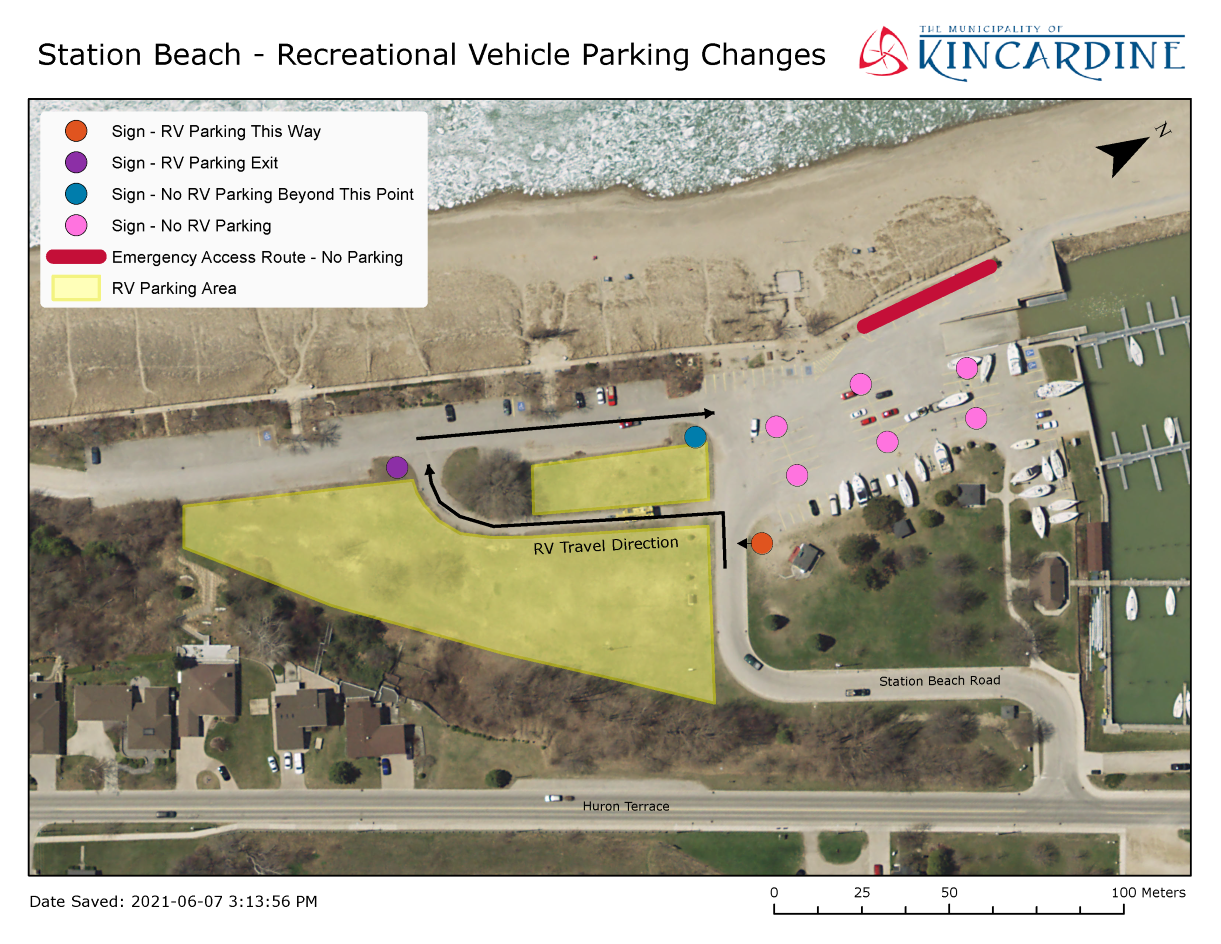 Station Beach - Recreational Vehicle Parking Changes
THE MUNICIPALITY OF
KINCARDINE
Sign - RV Parking This Way
Sign - RV Parking Exit
Sign - No RV Parking Beyond This Point
Sign - No RV Parking
Emergency Access Route - No Parking
RV Parking Area
N
RV Travel Direction
Station Beach Road
Huron Terrace
Date Saved: 2021-06-07 3:13:56 PM
0 25 50 100 Meters